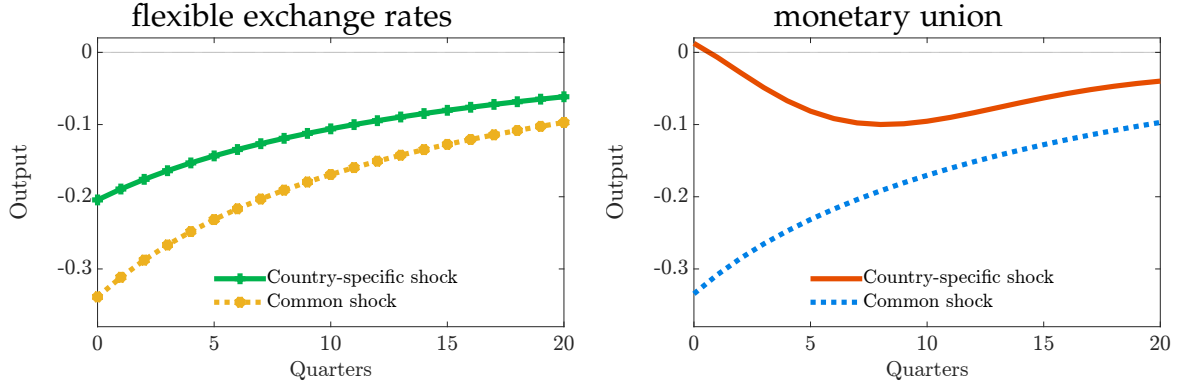 flexible exchange rates
0
-0.1
-0.2
-0.3
Output
Country-specific shock
Common shock
0 5 10 15 20
Quarters
monetary union
0
-0.1
-0.2
-0.3
Output
Country-specific shock
Common shock
0 5 10 15 20
Quarters